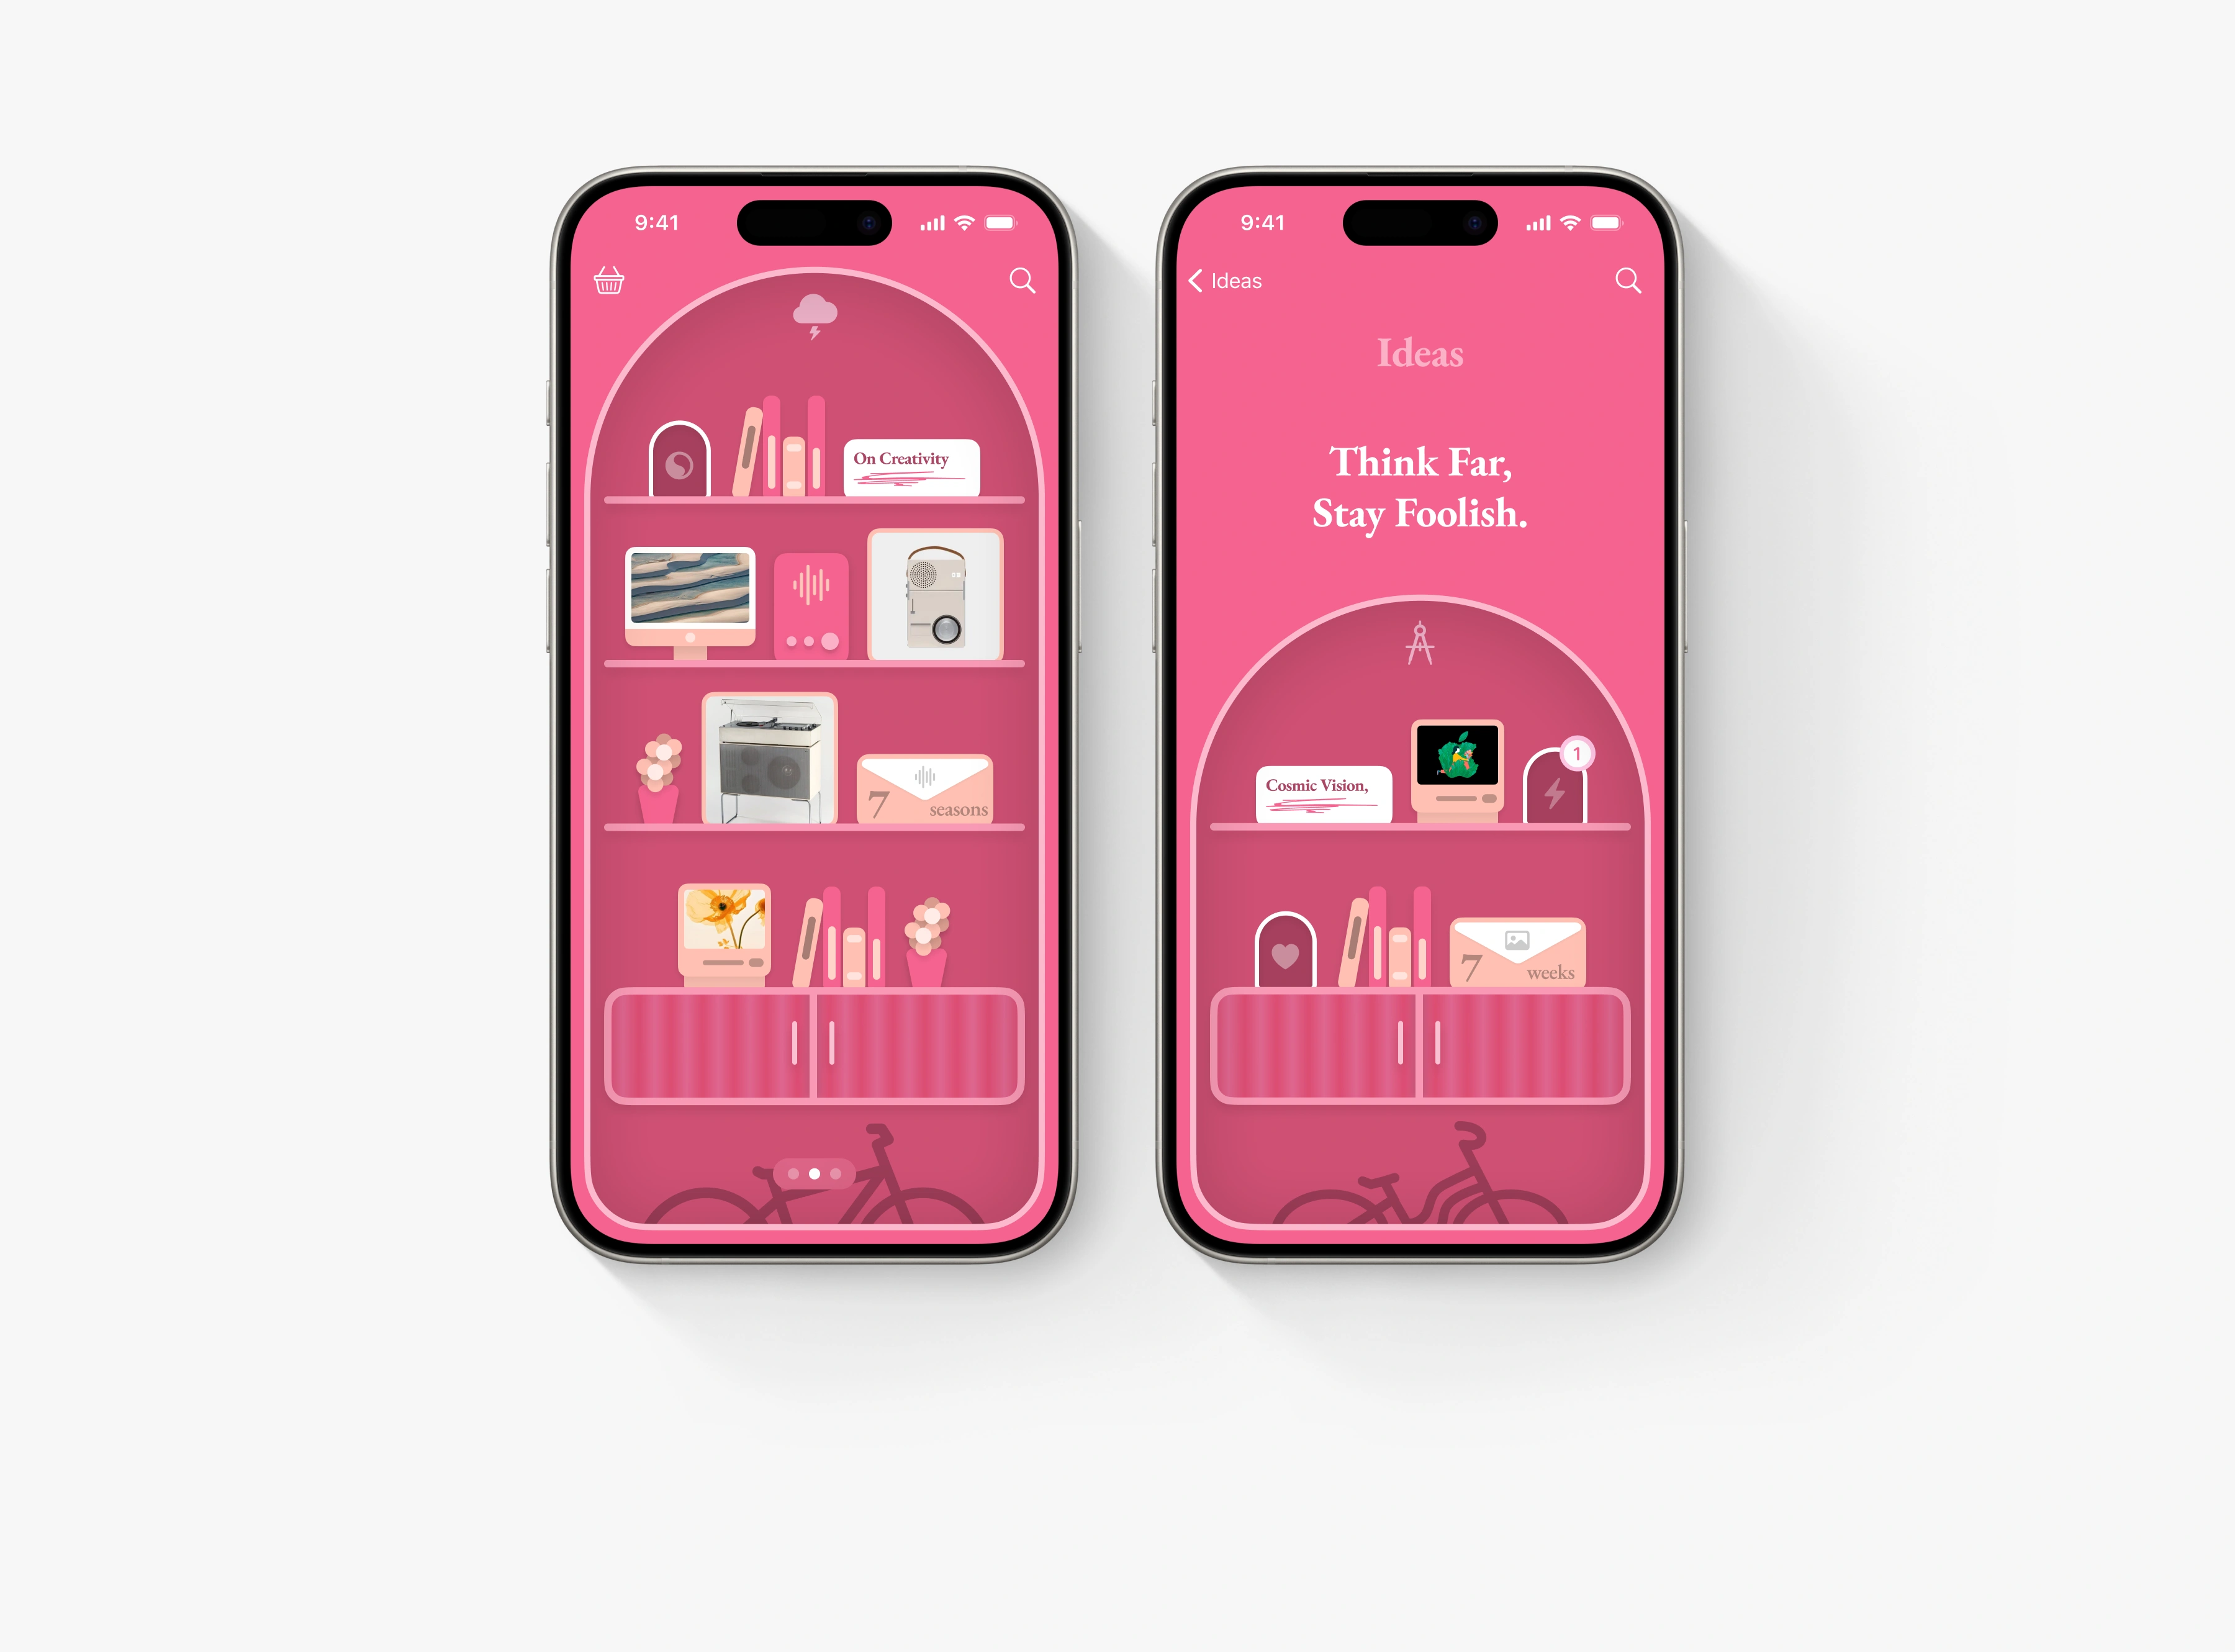 9:41
On Creativity
7
seasons
9:41
Ideas
Ideas
Think Far,
Stay Foolish.
1
Cosmic Vision,
7
weeks